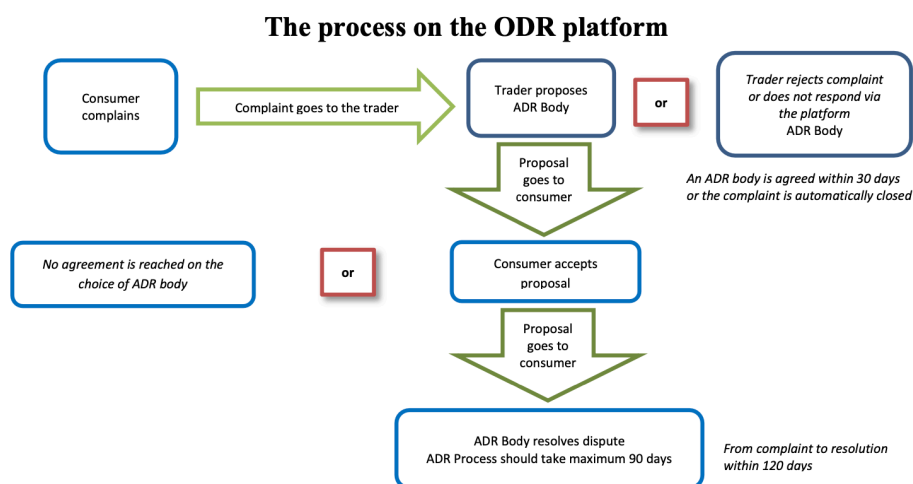 The process on the ODR platform
Consumer
complains
Complaint goes to the trader
Trader proposes
ADR Body
or
Trader rejects complaint
or does not respond via
the platform
ADR Body
Proposal
goes to
consumer
An ADR body is agreed within 30 days
or the complaint is automatically closed
No agreement is reached on the
choice of ADR body
or
Consumer accepts
proposal
Proposal
goes to
consumer
ADR Body resolves dispute
ADR Process should take maximum 90 days
From complaint to resolution
within 120 days